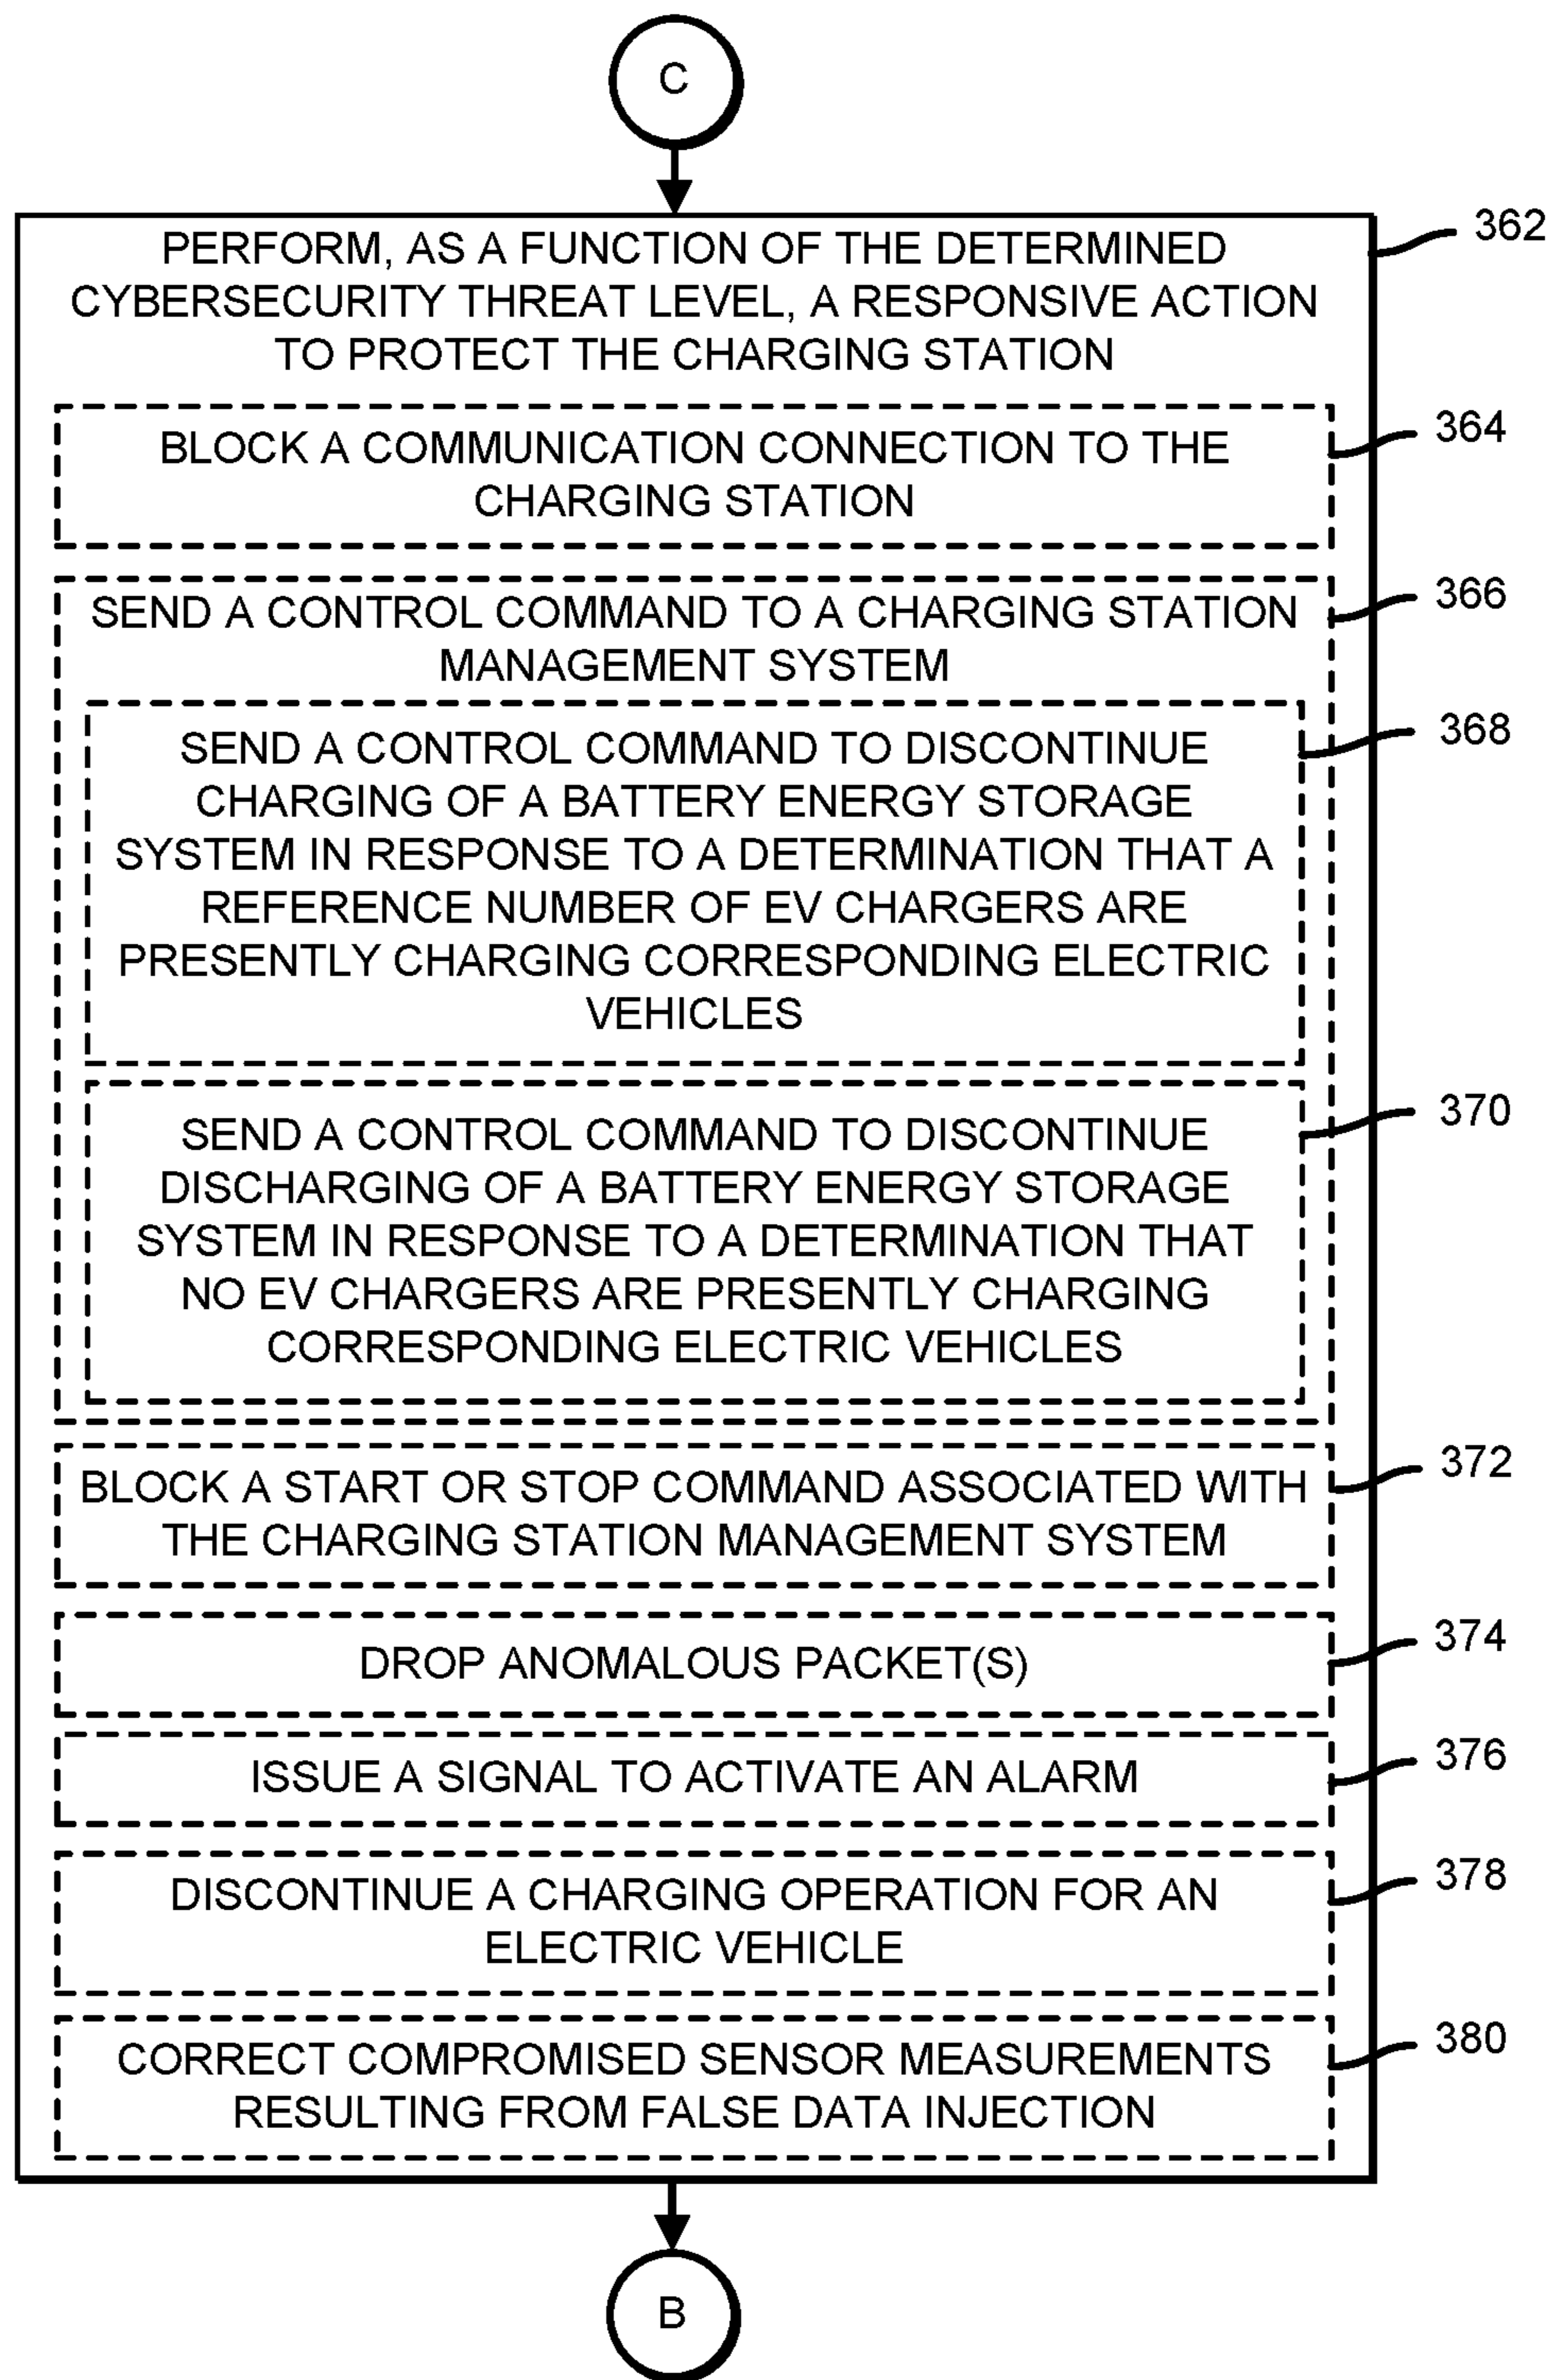 C
PERFORM, AS A FUNCTION OF THE DETERMINED
CYBERSECURITY THREAT LEVEL, A RESPONSIVE ACTION
TO PROTECT THE CHARGING STATION
362
BLOCK A COMMUNICATION CONNECTION TO THE
CHARGING STATION
364
SEND A CONTROL COMMAND TO A CHARGING STATION
MANAGEMENT SYSTEM
366
SEND A CONTROL COMMAND TO DISCONTINUE
CHARGING OF A BATTERY ENERGY STORAGE
SYSTEM IN RESPONSE TO A DETERMINATION THAT A
REFERENCE NUMBER OF EV CHARGERS ARE
PRESENTLY CHARGING CORRESPONDING ELECTRIC
VEHICLES
368
SEND A CONTROL COMMAND TO DISCONTINUE
DISCHARGING OF A BATTERY ENERGY STORAGE
SYSTEM IN RESPONSE TO A DETERMINATION THAT
NO EV CHARGERS ARE PRESENTLY CHARGING
CORRESPONDING ELECTRIC VEHICLES
370
BLOCK A START OR STOP COMMAND ASSOCIATED WITH
THE CHARGING STATION MANAGEMENT SYSTEM
372
DROP ANOMALOUS PACKET(S)
374
ISSUE A SIGNAL TO ACTIVATE AN ALARM
376
DISCONTINUE A CHARGING OPERATION FOR AN
ELECTRIC VEHICLE
378
CORRECT COMPROMISED SENSOR MEASUREMENTS
RESULTING FROM FALSE DATA INJECTION
380
B